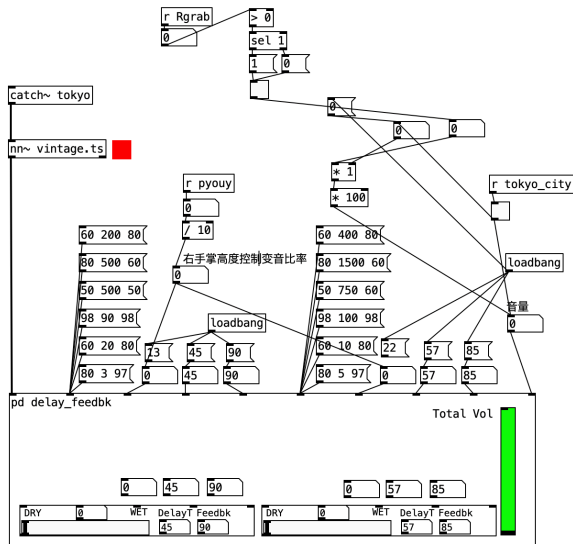 r Rgrab
> 0
0
sel 1
1
0
catch~ tokyo
0
0
0
nn~ vintage.ts
* 1
r pyouy
r tokyo_city
* 100
0
/ 10
60 200 80
60 400 80
右手掌高度控制变音比率
80 500 60
80 1500 60
loadbang
0
50 500 50
50 750 60
音量
98 90 98
98 100 98
loadbang
0
60 20 80
13
45
90
60 10 80
22
57
85
80 3 97
0
45
90
80 5 97
0
57
85
pd delay_feedbk
Total Vol
0
45
90
0
57
85
DRY
0
WET
DelayT
Feedbk
DRY
0
WET
DelayT
Feedbk
45
90
57
85